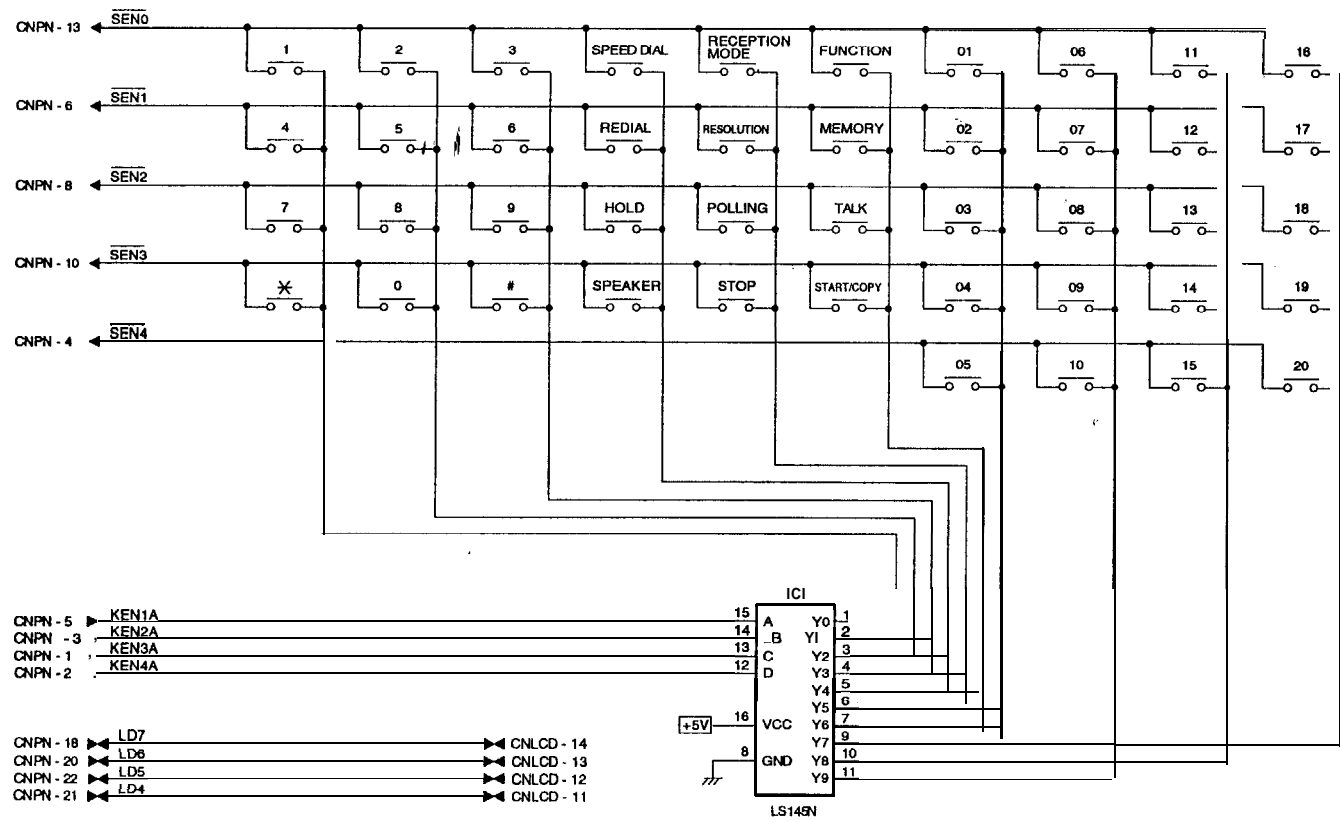 CNPN - 13 SEN0
1 2 3 SPEED DIAL RECEPTION MODE FUNCTION 01 06 11 16
CNPN - 6 SEN1
4 5 6 REDIAL RESOLUTION MEMORY 02 07 12 17
CNPN - 8 SEN2
7 8 9 HOLD POLLING TALK 03 08 13 18
CNPN - 10 SEN3
* 0 # SPEAKER STOP START/COPY 04 09 14 19
CNPN - 4 SEN4
05 10 15 20
ICI
CNPN - 5 KEN1A 15 A Y0 1
CNPN - 3 KEN2A 14 B YI 2
CNPN - 1 KEN3A 13 C Y2 3
CNPN - 2 KEN4A 12 D Y3 4
Y4 5
Y5 6
+5V 16 VCC Y6 7
CNPN - 18 LD7 CNLCD - 14 Y7 9
CNPN - 20 LD6 CNLCD - 13 8 GND Y8 10
CNPN - 22 LD5 CNLCD - 12 Y9 11
CNPN - 21 LD4 CNLCD - 11
LS145N